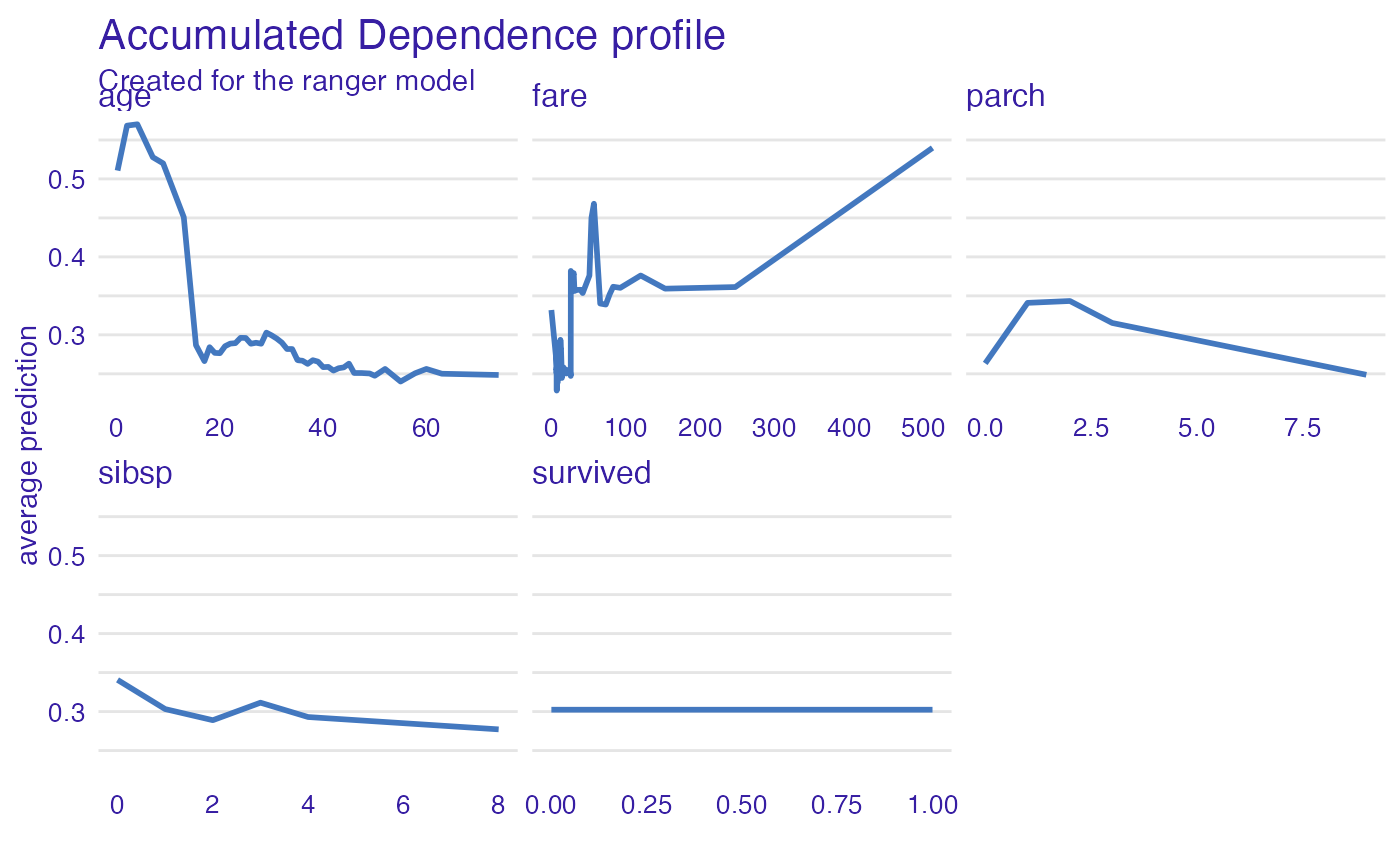 Accumulated Dependence profile
Created for the ranger model
age
fare
parch
average prediction
0.5
0.4
0.3
0 20 40 60
0 100 200 300 400 500
0.0 2.5 5.0 7.5
sibsp
survived
0.5
0.4
0.3
0 2 4 6 8
0.00 0.25 0.50 0.75 1.00